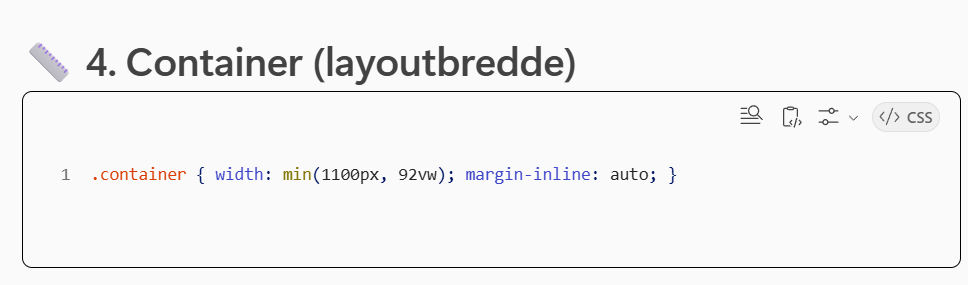 4. Container (layoutbredde)
</> CSS
1 .container { width: min(1100px, 92vw); margin-inline: auto; }